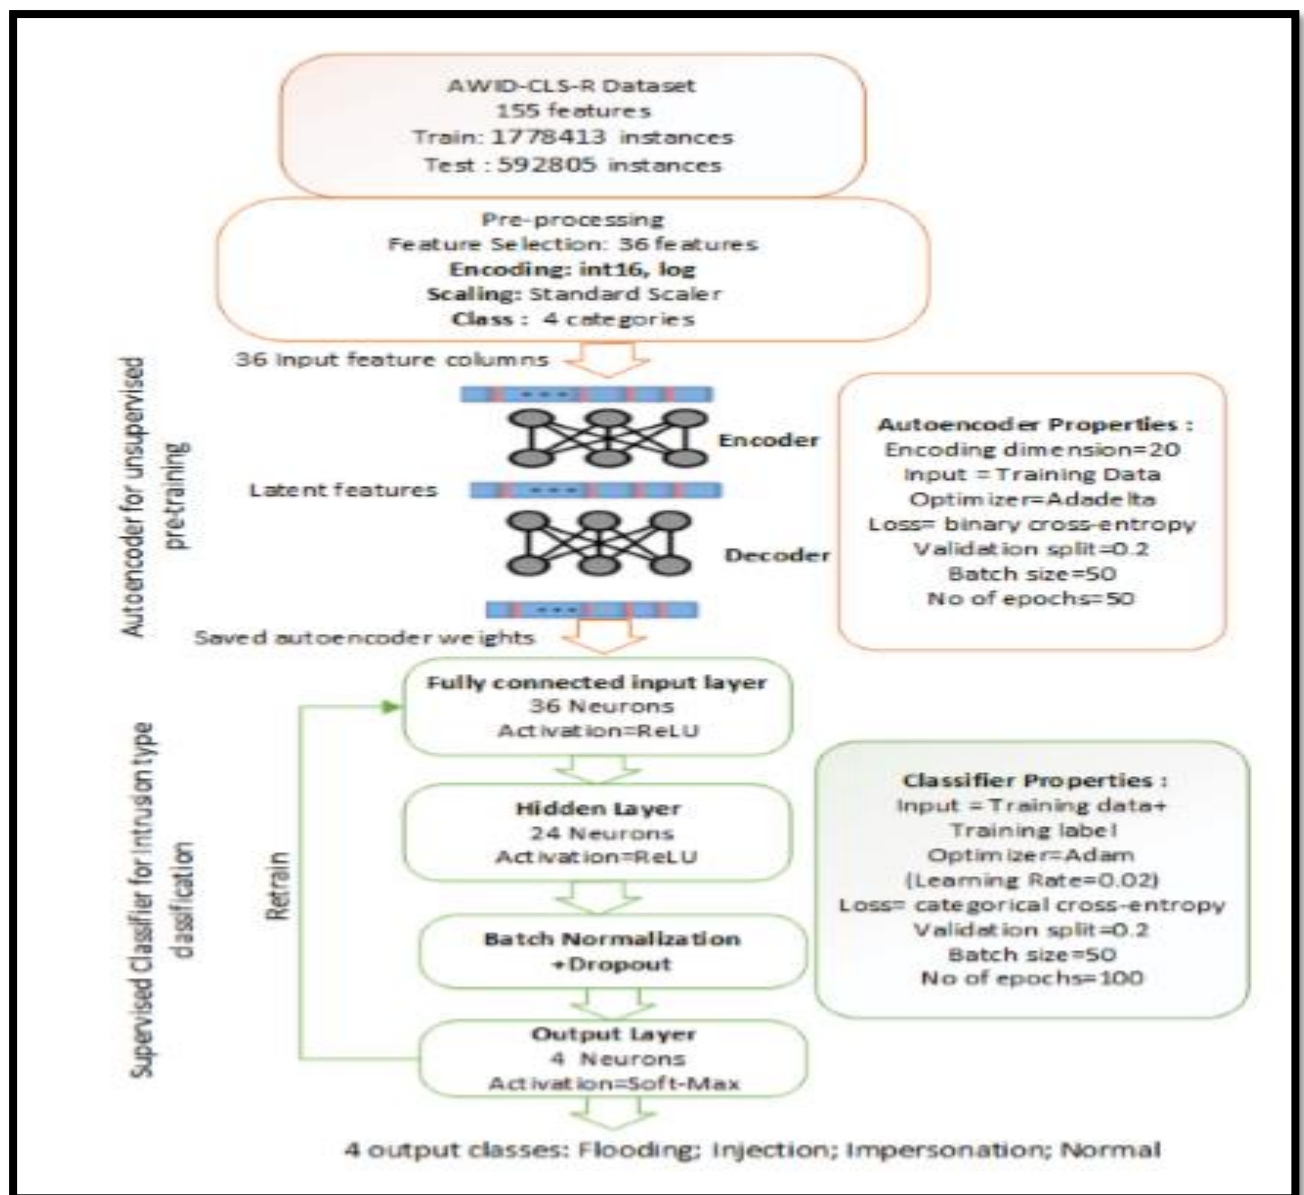 AWID-CLS-R Dataset
155 features
Train: 1778413 instances
Test : 592805 instances
Pre-processing
Feature Selection: 36 features
Encoding: int16, log
Scaling: Standard Scaler
Class : 4 categories
36 Input feature columns
Autoencoder for unsupervised
pre-training
Encoder
Latent features
Decoder
Saved autoencoder weights
Autoencoder Properties :
Encoding dimension=20
Input = Training Data
Optimizer=Adadelta
Loss= binary cross-entropy
Validation split=0.2
Batch size=50
No of epochs=50
Supervised Classifier for Intrusion type
classification
Retrain
Fully connected input layer
36 Neurons
Activation=ReLU
Hidden Layer
24 Neurons
Activation=ReLU
Batch Normalization
+Dropout
Output Layer
4 Neurons
Activation=Soft-Max
Classifier Properties :
Input = Training data+
Training label
Optimizer=Adam
(Learning Rate=0.02)
Loss= categorical cross-entropy
Validation split=0.2
Batch size=50
No of epochs=100
4 output classes: Flooding; Injection; Impersonation; Normal